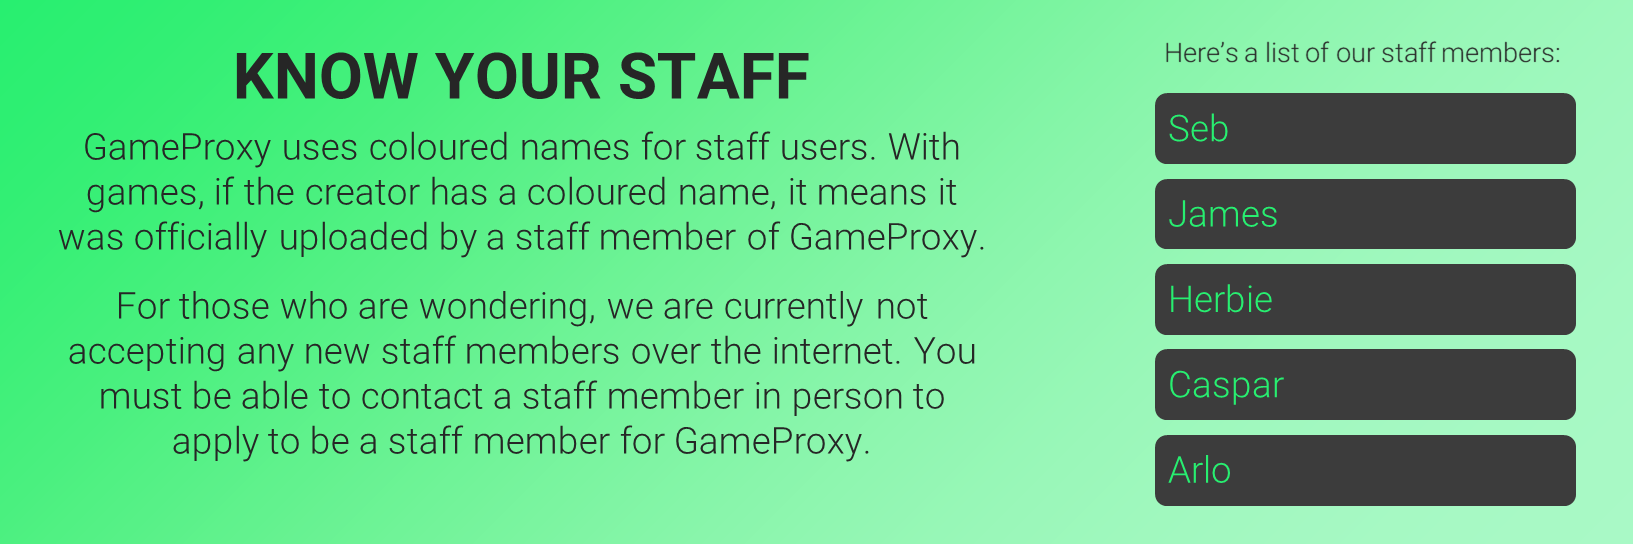 KNOW YOUR STAFF
GameProxy uses coloured names for staff users. With
games, if the creator has a coloured name, it means it
was officially uploaded by a staff member of GameProxy.
For those who are wondering, we are currently not
accepting any new staff members over the internet. You
must be able to contact a staff member in person to
apply to be a staff member for GameProxy.
Here's a list of our staff members:
Seb
James
Herbie
Caspar
Arlo